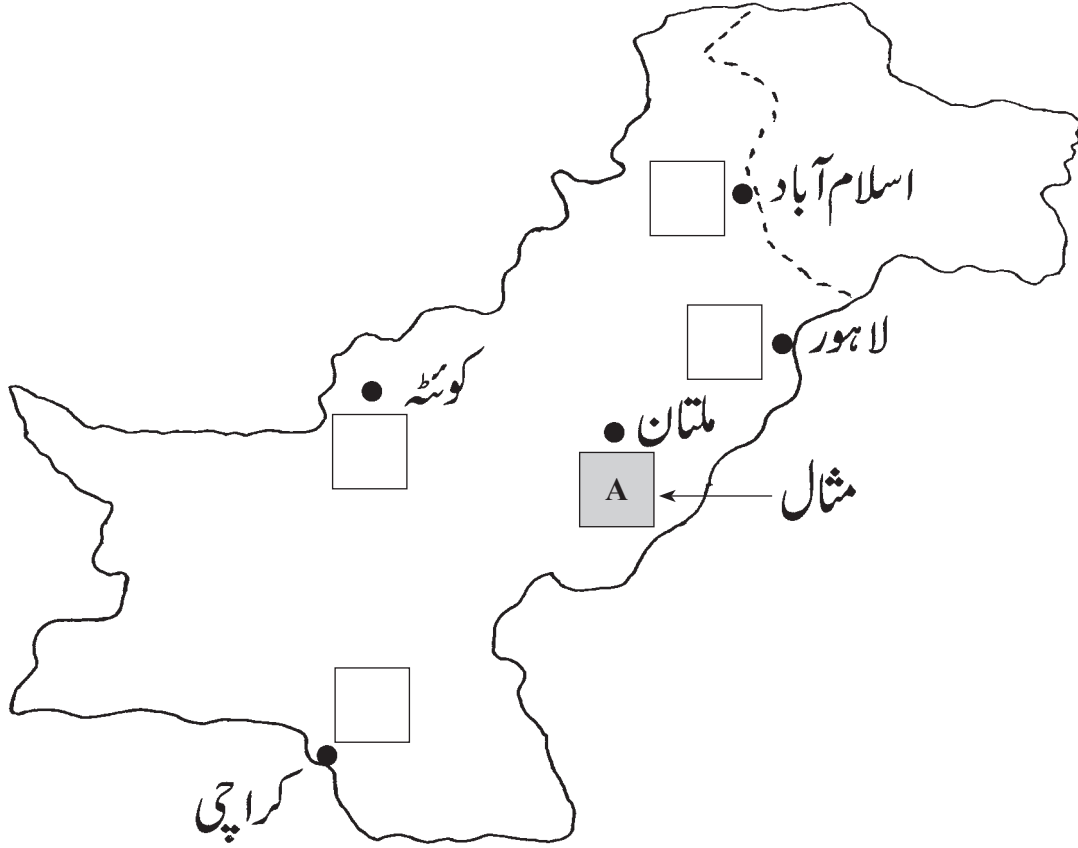 اسلام آباد
لاہور
کوئٹہ
ملتان
A
مثال
کراچی